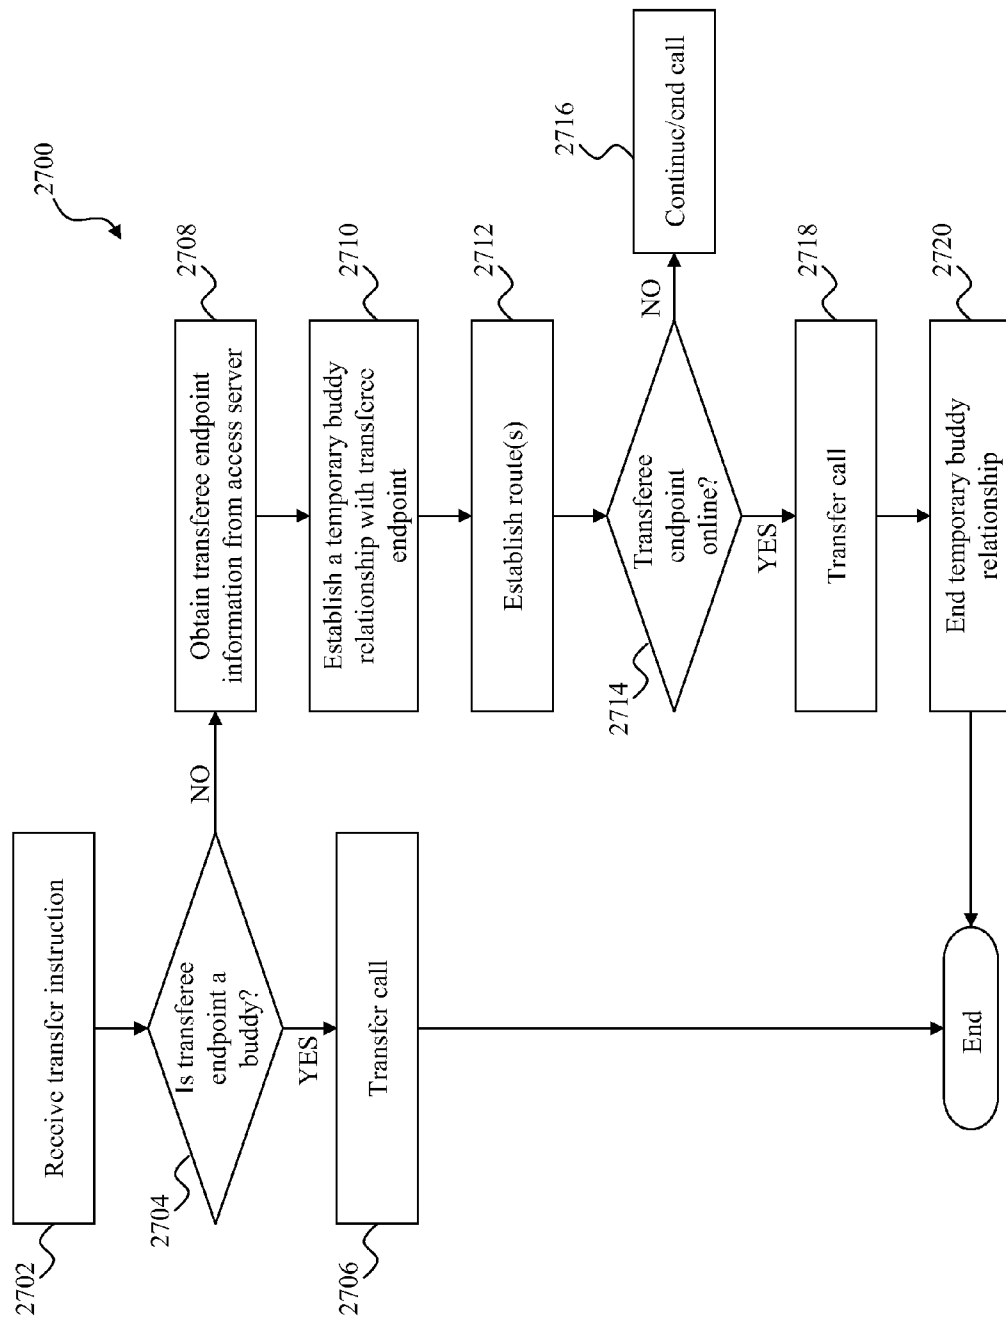 2700
2702
Receive transfer instruction
2704
Is transferee
endpoint a
buddy?
NO
YES
2706
Transfer call
2708
Obtain transferee endpoint
information from access server
2710
Establish a temporary buddy
relationship with transferee
endpoint
2712
Establish route(s)
2714
Transferee
endpoint
online?
NO
2716
Continue/end call
YES
2718
Transfer call
2720
End temporary buddy
relationship
End